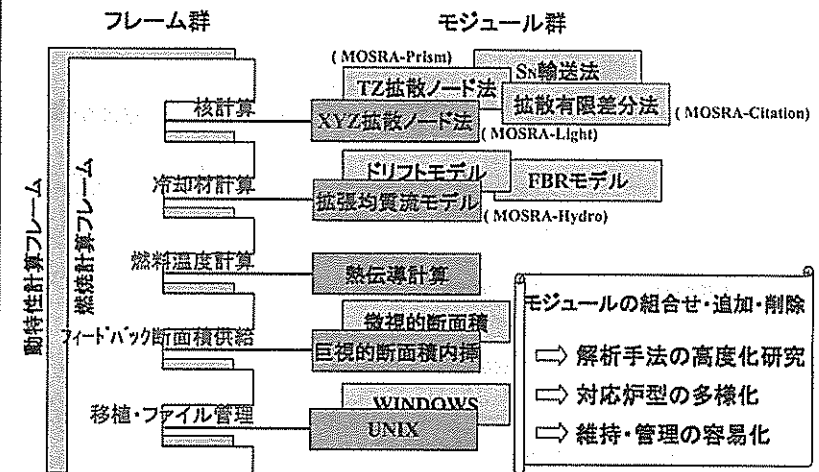 フレーム群
モジュール群
(MOSRA-Prism)
SN輸送法
TZ拡散ノード法
拡散有限差分法
(MOSRA-Citation)
核計算
XYZ拡散ノード法
(MOSRA-Light)
ドリフトモデル
FBRモデル
冷却材計算
拡張均質流モデル
(MOSRA-Hydro)
動特性計算フレーム
燃焼計算フレーム
燃料温度計算
熱伝導計算
微視的断面積
フィードバック断面積供給
巨視的断面積内挿
WINDOWS
移植・ファイル管理
UNIX
モジュールの組合せ・追加・削除
⇨ 解析手法の高度化研究
⇨ 対応炉型の多様化
⇨ 維持・管理の容易化